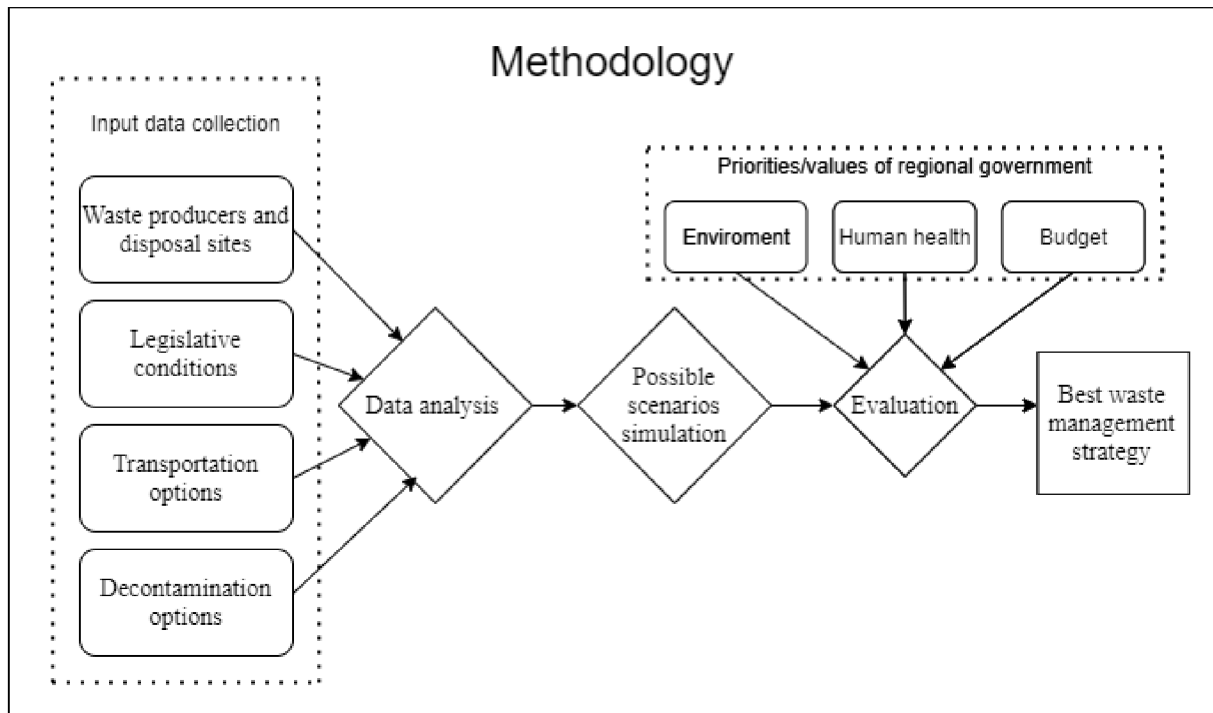 Methodology
Input data collection
Waste producers and
disposal sites
Legislative
conditions
Transportation
options
Decontamination
options
Data analysis
Possible
scenarios
simulation
Priorities/values of regional government
Enviroment
Human health
Budget
Evaluation
Best waste
management
strategy